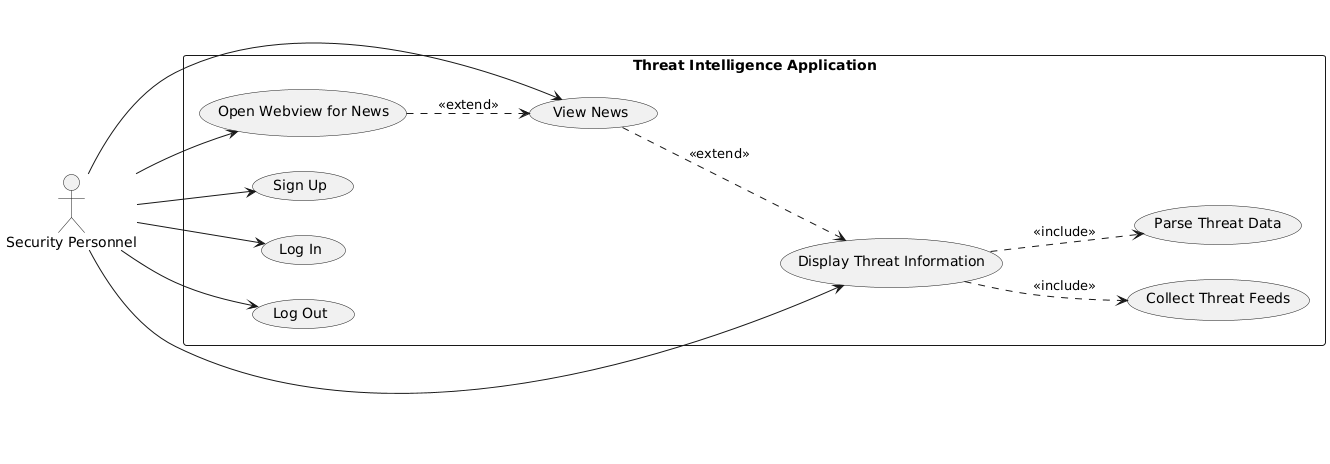 Threat Intelligence Application
Open Webview for News
«extend»
View News
«extend»
Sign Up
Security Personnel
Log In
Log Out
Display Threat Information
«include»
Parse Threat Data
«include»
Collect Threat Feeds